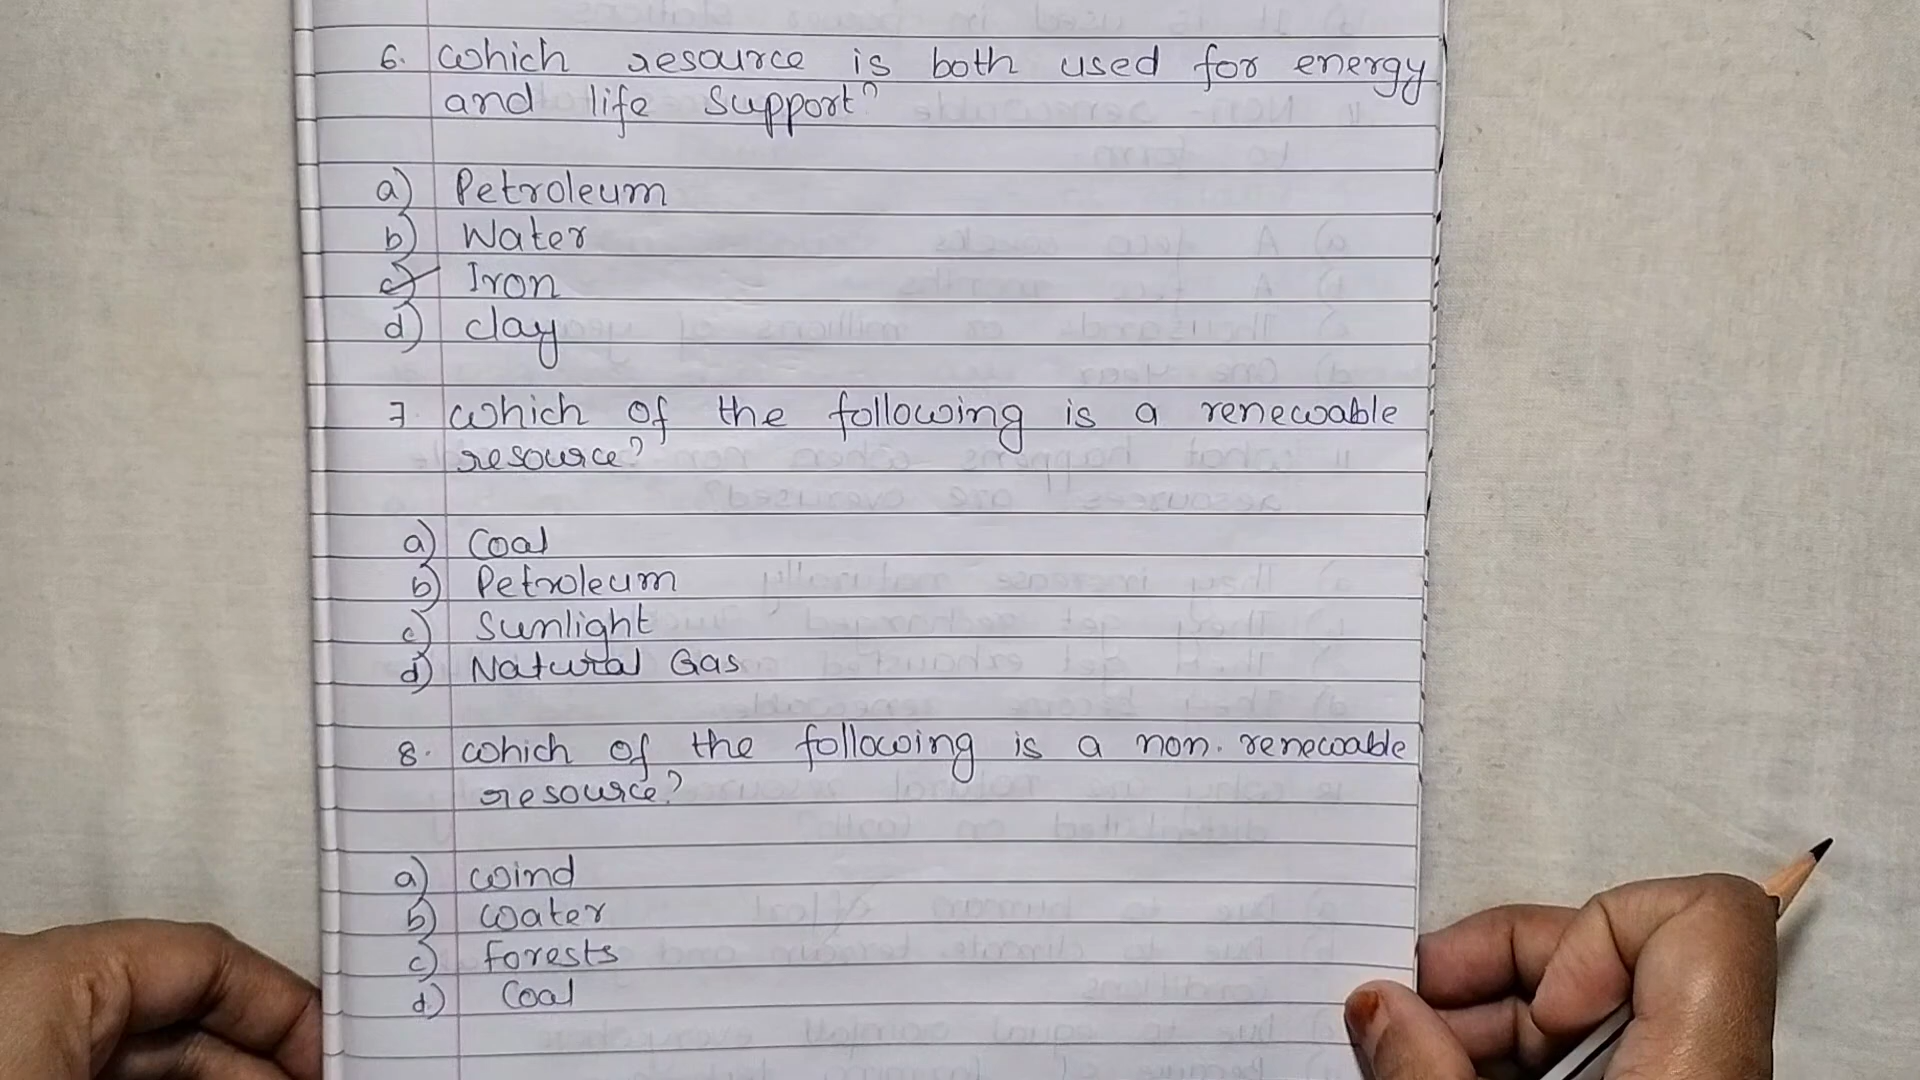 6. Which resource is both used for energy
and life support?
a) Petroleum
b) Water
c) Iron
d) clay
7. Which of the following is a renewable
resource?
a) Coal
b) Petroleum
c) Sunlight
d) Natural Gas
8. Which of the following is a non. renewable
resource?
a) Wind
b) Water
c) Forests
d) Coal